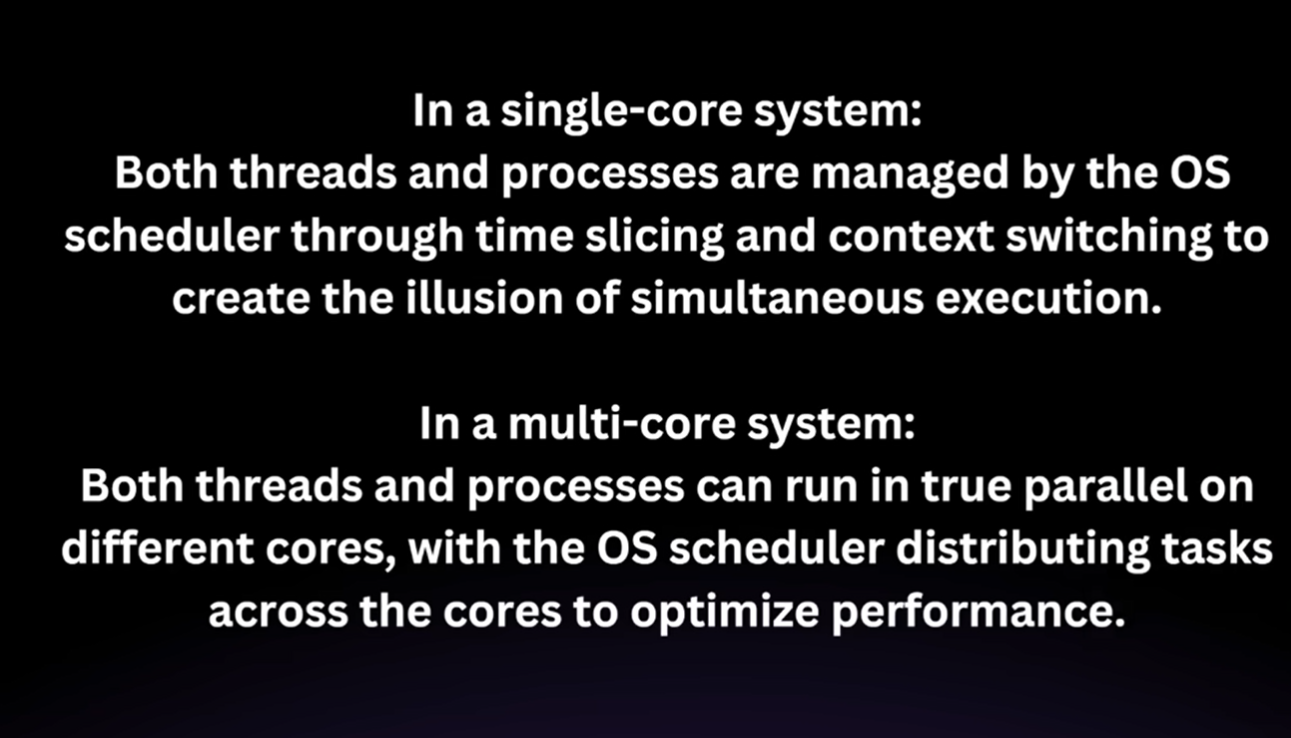 In a single-core system:
Both threads and processes are managed by the OS
scheduler through time slicing and context switching to
create the illusion of simultaneous execution.
In a multi-core system:
Both threads and processes can run in true parallel on
different cores, with the OS scheduler distributing tasks
across the cores to optimize performance.